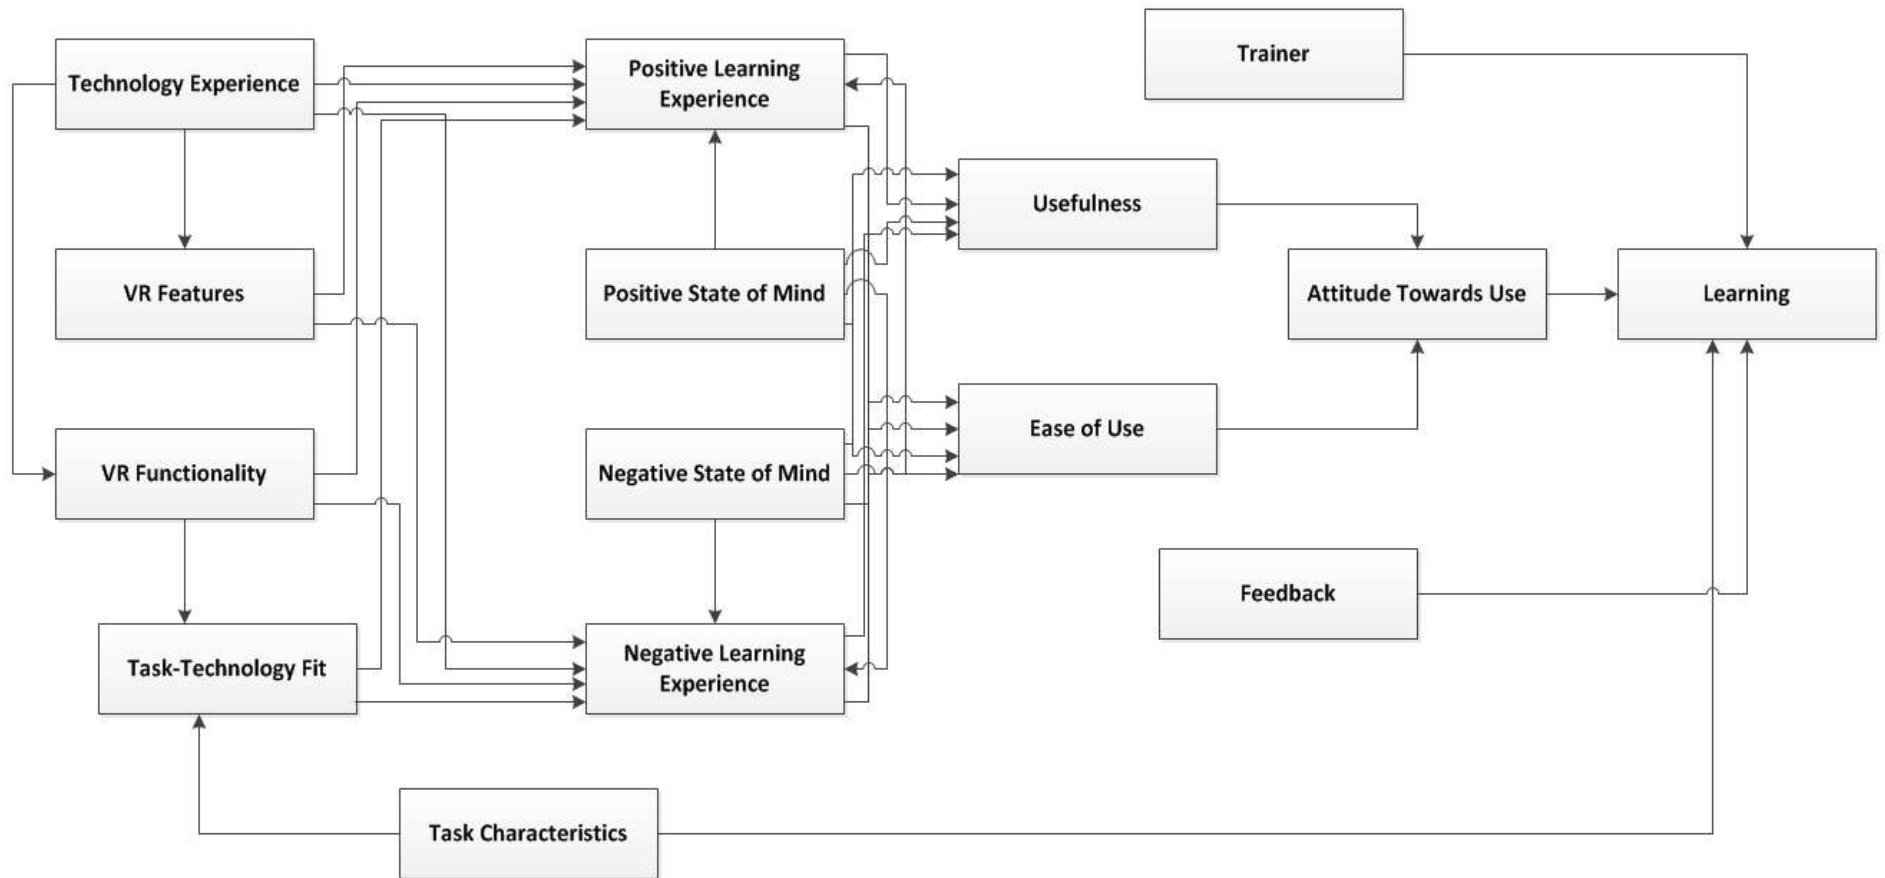 Technology Experience
Positive Learning
Experience
Trainer
Usefulness
VR Features
Positive State of Mind
Attitude Towards Use
Learning
Ease of Use
VR Functionality
Negative State of Mind
Feedback
Task-Technology Fit
Negative Learning
Experience
Task Characteristics